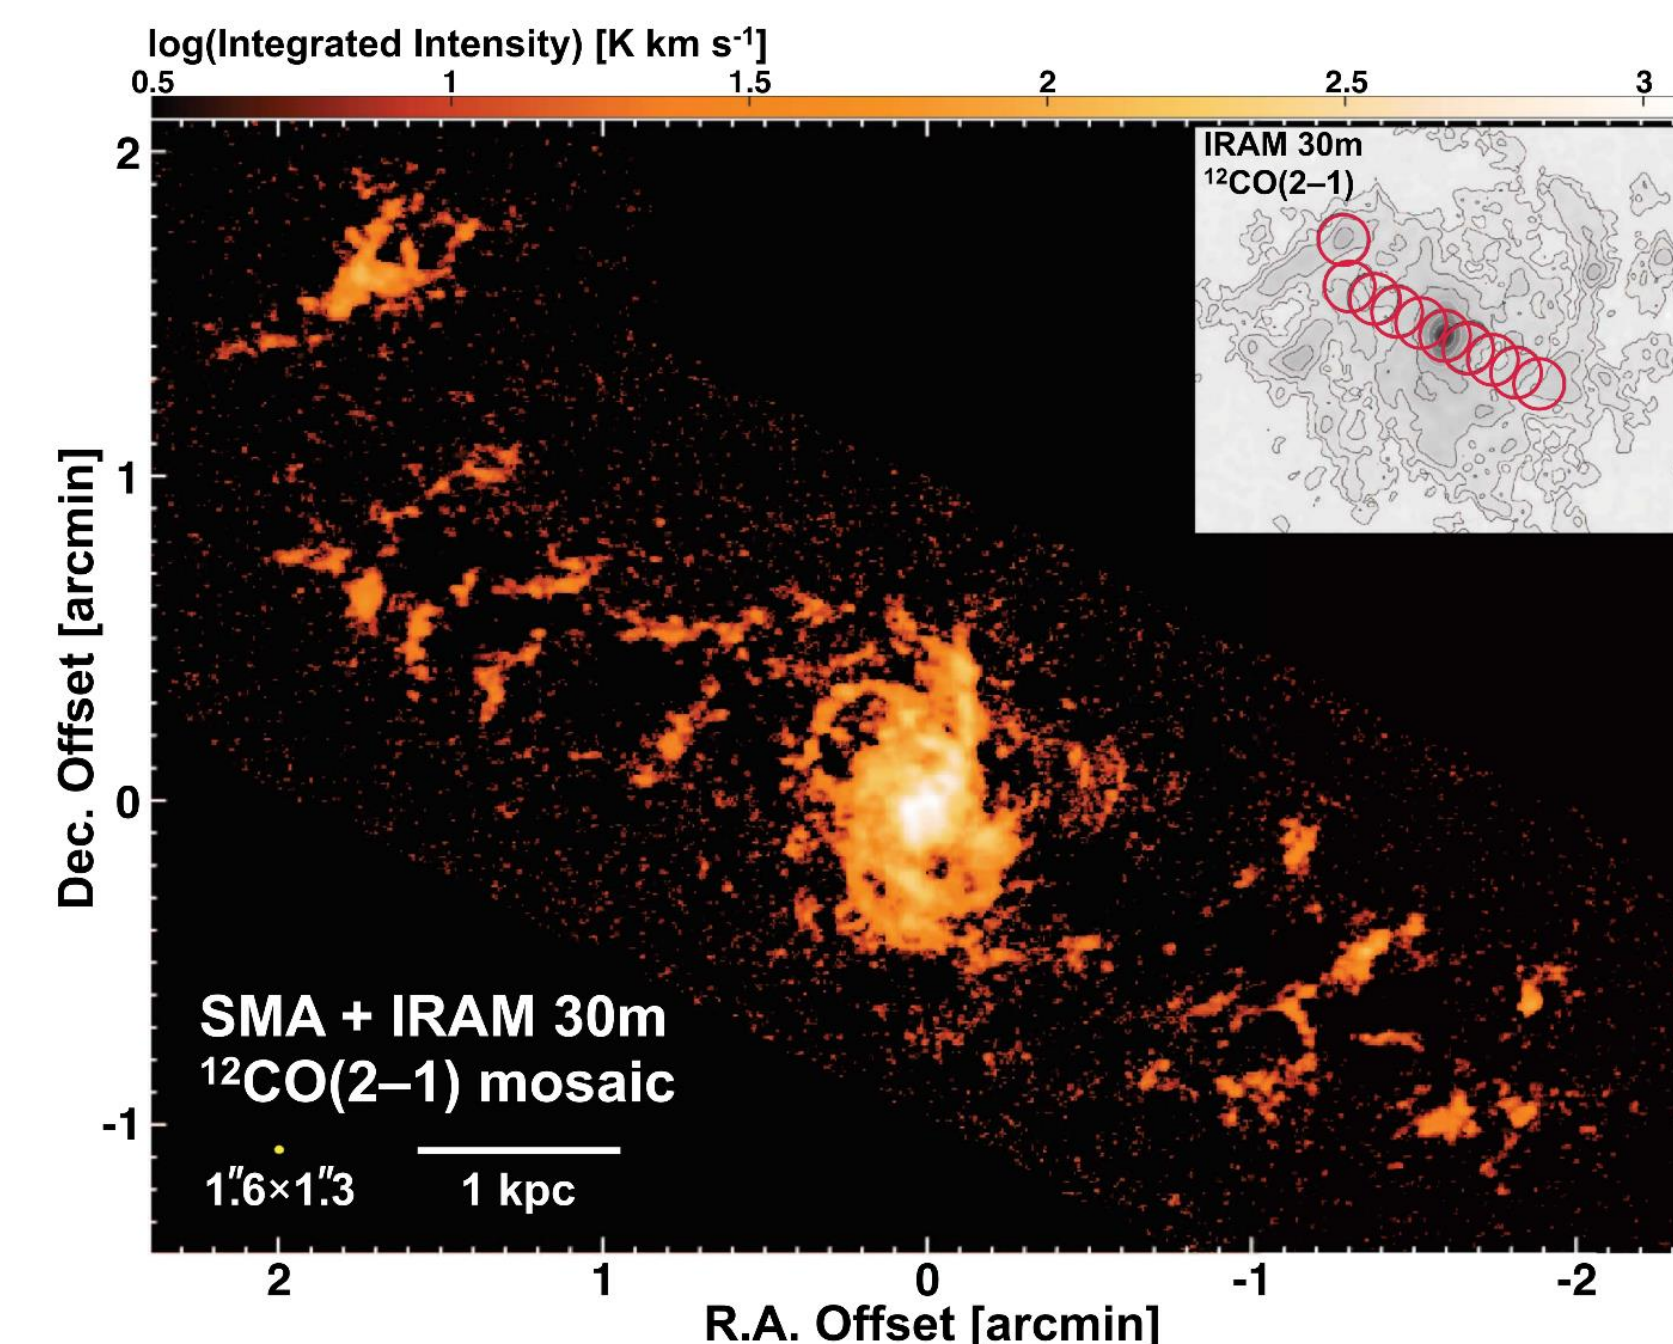 log(Integrated Intensity) [K km s⁻¹]
0.5 1 1.5 2 2.5 3
IRAM 30m
¹²CO(2–1)
2
1
0
-1
Dec. Offset [arcmin]
SMA + IRAM 30m
¹²CO(2–1) mosaic
1″.6×1″.3
1 kpc
2 1 0 -1 -2
R.A. Offset [arcmin]